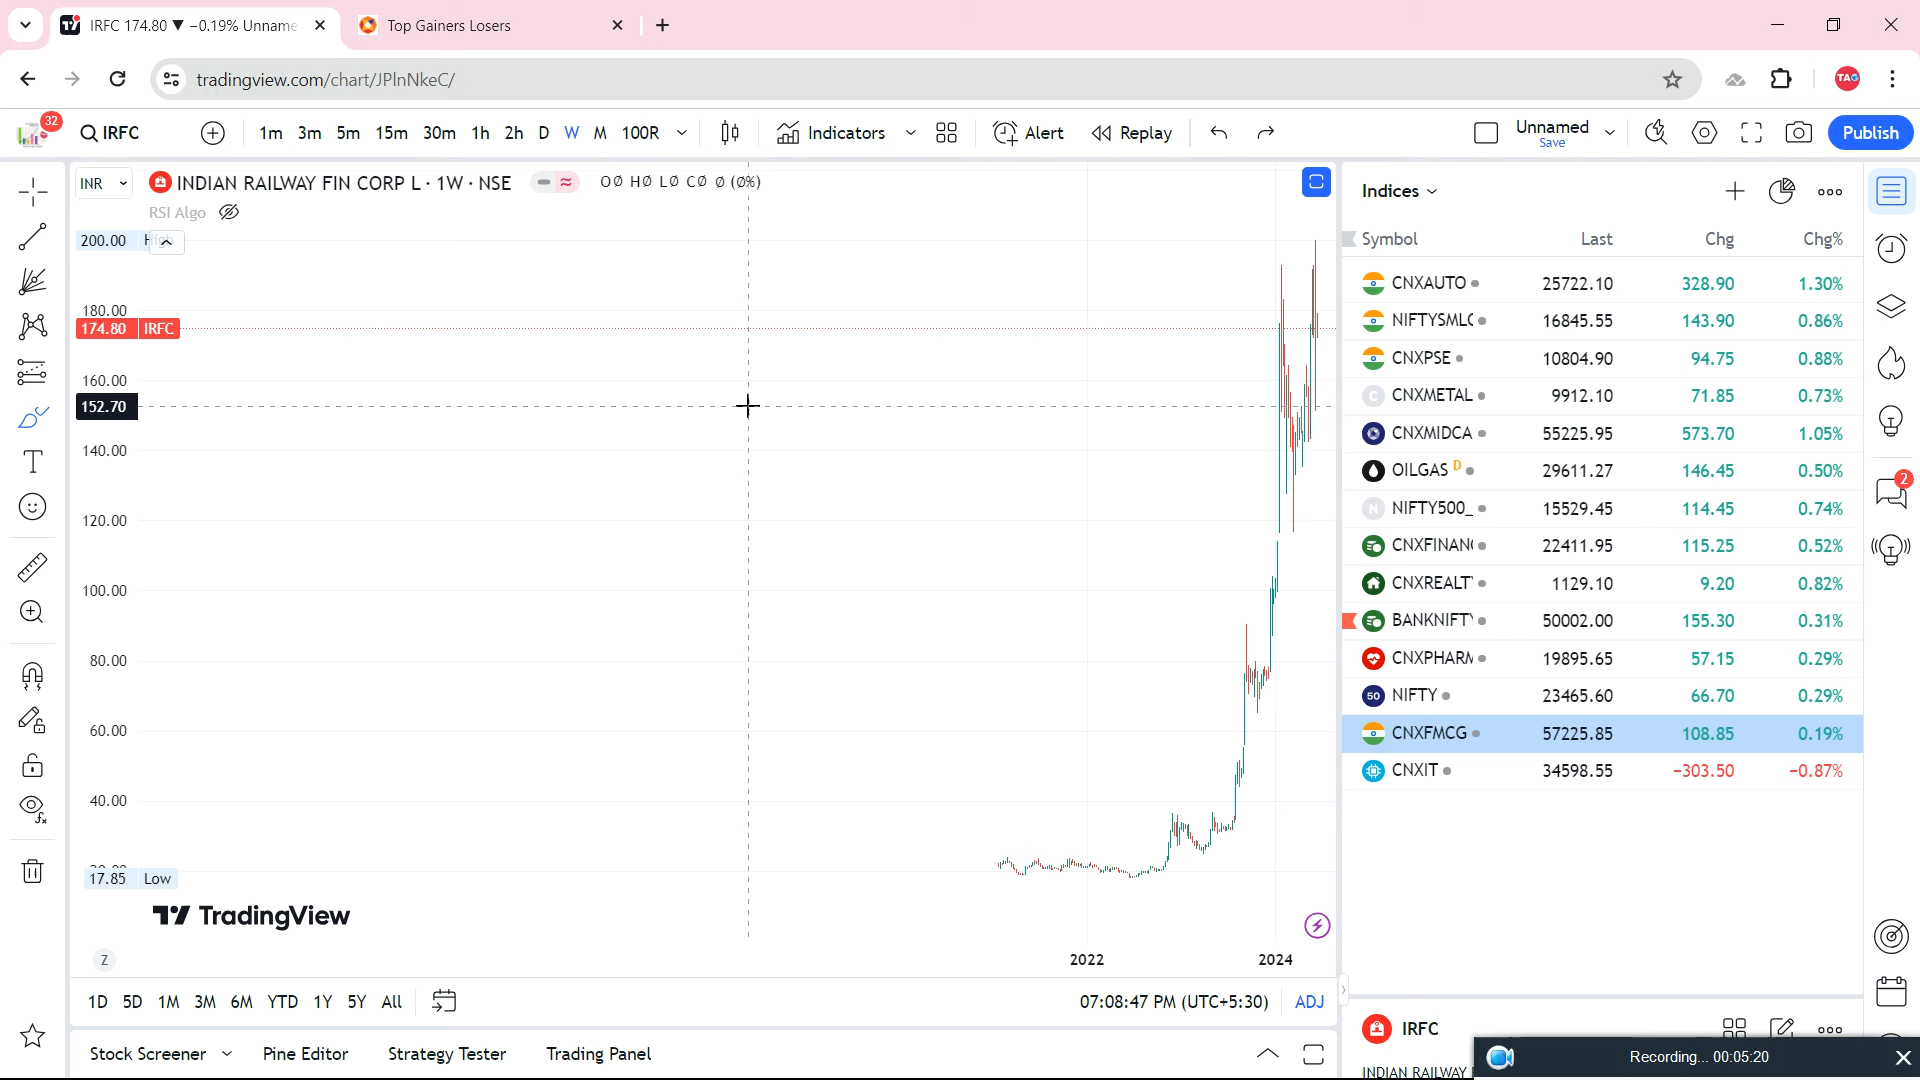 IRFC 174.80 ▼ −0.19% Unname
Top Gainers Losers
tradingview.com/chart/JPlnNkeC/
TAG
32
IRFC
1m 3m 5m 15m 30m 1h 2h D W M 100R
Indicators
Alert
Replay
Unnamed
Save
Publish
INR
INDIAN RAILWAY FIN CORP L · 1W · NSE
O∅ H∅ L∅ C∅ ∅ (∅%)
RSI Algo
200.00 High
180.00
174.80 IRFC
160.00
152.70
140.00
120.00
100.00
80.00
60.00
40.00
17.85 Low
TradingView
Z
2022 2024
1D 5D 1M 3M 6M YTD 1Y 5Y All
07:08:47 PM (UTC+5:30) ADJ
Stock Screener Pine Editor Strategy Tester Trading Panel
Indices
Symbol Last Chg Chg%
CNXAUTO 25722.10 328.90 1.30%
NIFTYSMLC 16845.55 143.90 0.86%
CNXPSE 10804.90 94.75 0.88%
C CNXMETAL 9912.10 71.85 0.73%
CNXMIDCA 55225.95 573.70 1.05%
OILGAS D 29611.27 146.45 0.50%
N NIFTY500_ 15529.45 114.45 0.74%
CNXFINAN 22411.95 115.25 0.52%
CNXREALT 1129.10 9.20 0.82%
BANKNIFTY 50002.00 155.30 0.31%
CNXPHARM 19895.65 57.15 0.29%
50 NIFTY 23465.60 66.70 0.29%
CNXFMCG 57225.85 108.85 0.19%
CNXIT 34598.55 −303.50 −0.87%
2
IRFC
INDIAN RAILWAY
Recording... 00:05:20